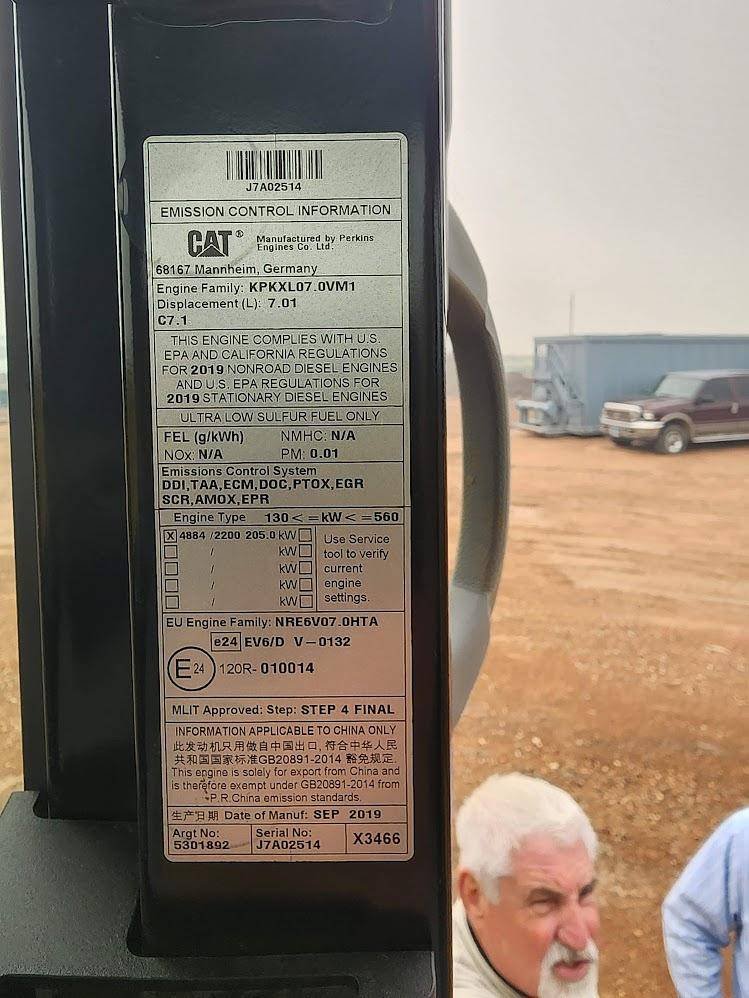 J7A02514
EMISSION CONTROL INFORMATION
CAT®
Manufactured by Perkins
Engines Co. Ltd.
68167 Mannheim, Germany
Engine Family: KPKXL07.0VM1
Displacement (L): 7.01
C7.1
THIS ENGINE COMPLIES WITH U.S.
EPA AND CALIFORNIA REGULATIONS
FOR 2019 NONROAD DIESEL ENGINES
AND U.S. EPA REGULATIONS FOR
2019 STATIONARY DIESEL ENGINES
ULTRA LOW SULFUR FUEL ONLY
FEL (g/kWh) NMHC: N/A
NOx: N/A PM: 0.01
Emissions Control System
DDI,TAA,ECM,DOC,PTOX,EGR
SCR,AMOX,EPR
Engine Type 130 < =kW < =560
X 4884 /2200 205.0 kW Use Service
/ kW tool to verify
/ kW current
/ kW engine
/ kW settings.
EU Engine Family: NRE6V07.0HTA
e24 EV6/D V-0132
E 24 120R- 010014
MLIT Approved: Step: STEP 4 FINAL
INFORMATION APPLICABLE TO CHINA ONLY
此发动机只用做自中国出口, 符合中华人民
共和国国家标准GB20891-2014 豁免规定.
This engine is solely for export from China and
is therefore exempt under GB20891-2014 from
P.R.China emission standards.
生产日期 Date of Manuf: SEP 2019
Argt No: Serial No:
5301892 J7A02514 X3466